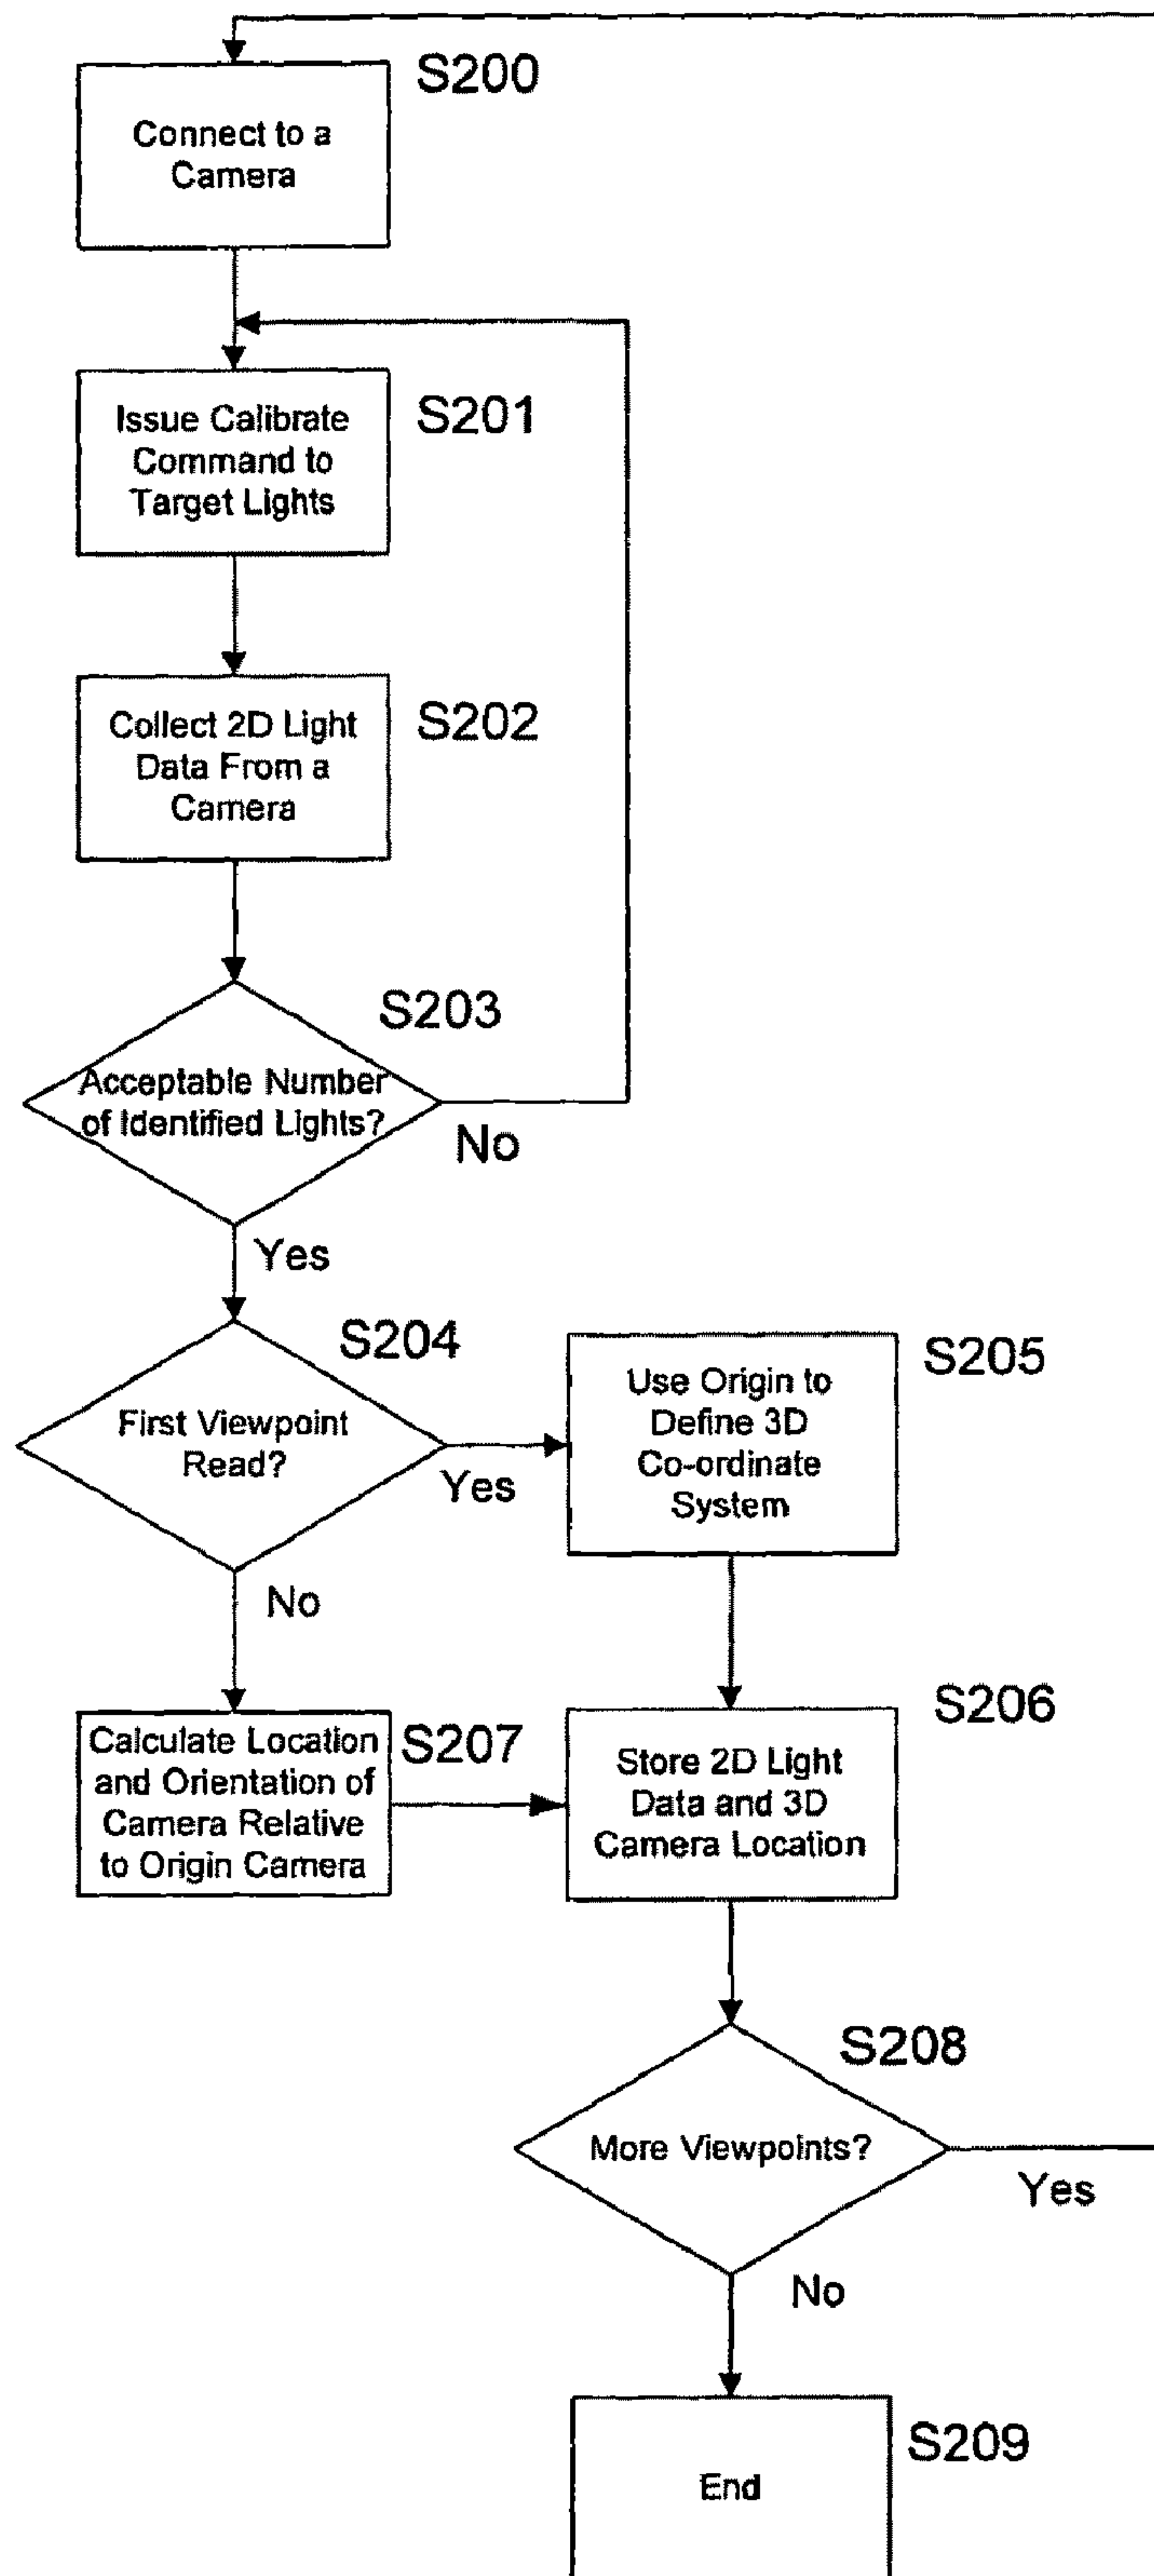 S200
Connect to a
Camera
S201
Issue Calibrate
Command to
Target Lights
S202
Collect 2D Light
Data From a
Camera
S203
Acceptable Number
of Identified Lights?
No
Yes
S204
First Viewpoint
Read?
Yes
No
S205
Use Origin to
Define 3D
Co-ordinate
System
S207
Calculate Location
and Orientation of
Camera Relative
to Origin Camera
S206
Store 2D Light
Data and 3D
Camera Location
S208
More Viewpoints?
Yes
No
S209
End